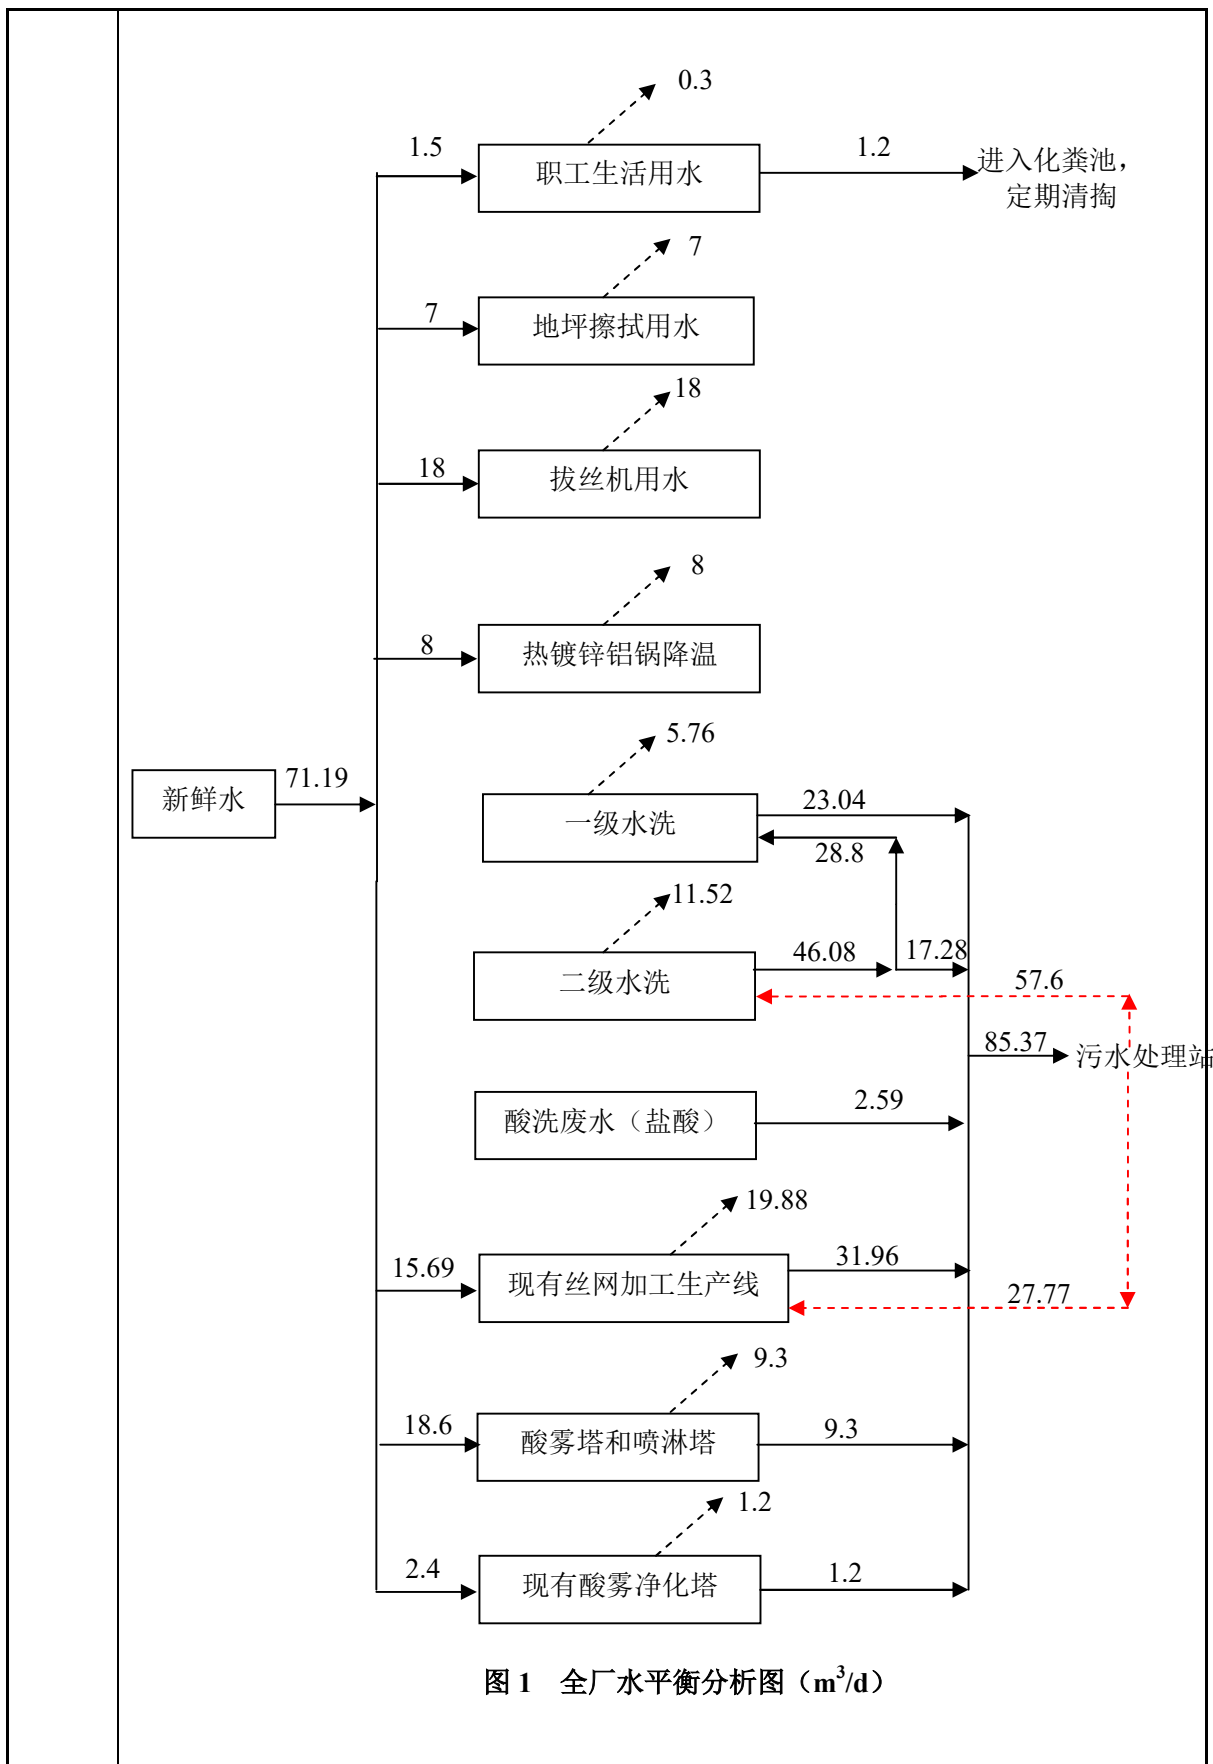 0.3
1.5
职工生活用水
1.2
进入化粪池，
定期清掏
7
7
地坪擦拭用水
18
18
拔丝机用水
8
8
热镀锌铝锅降温
5.76
新鲜水
71.19
一级水洗
23.04
28.8
11.52
二级水洗
46.08
17.28
57.6
85.37
污水处理站
酸洗废水（盐酸）
2.59
19.88
15.69
现有丝网加工生产线
31.96
27.77
9.3
18.6
酸雾塔和喷淋塔
9.3
1.2
2.4
现有酸雾净化塔
1.2
图 1 全厂水平衡分析图（m³/d）